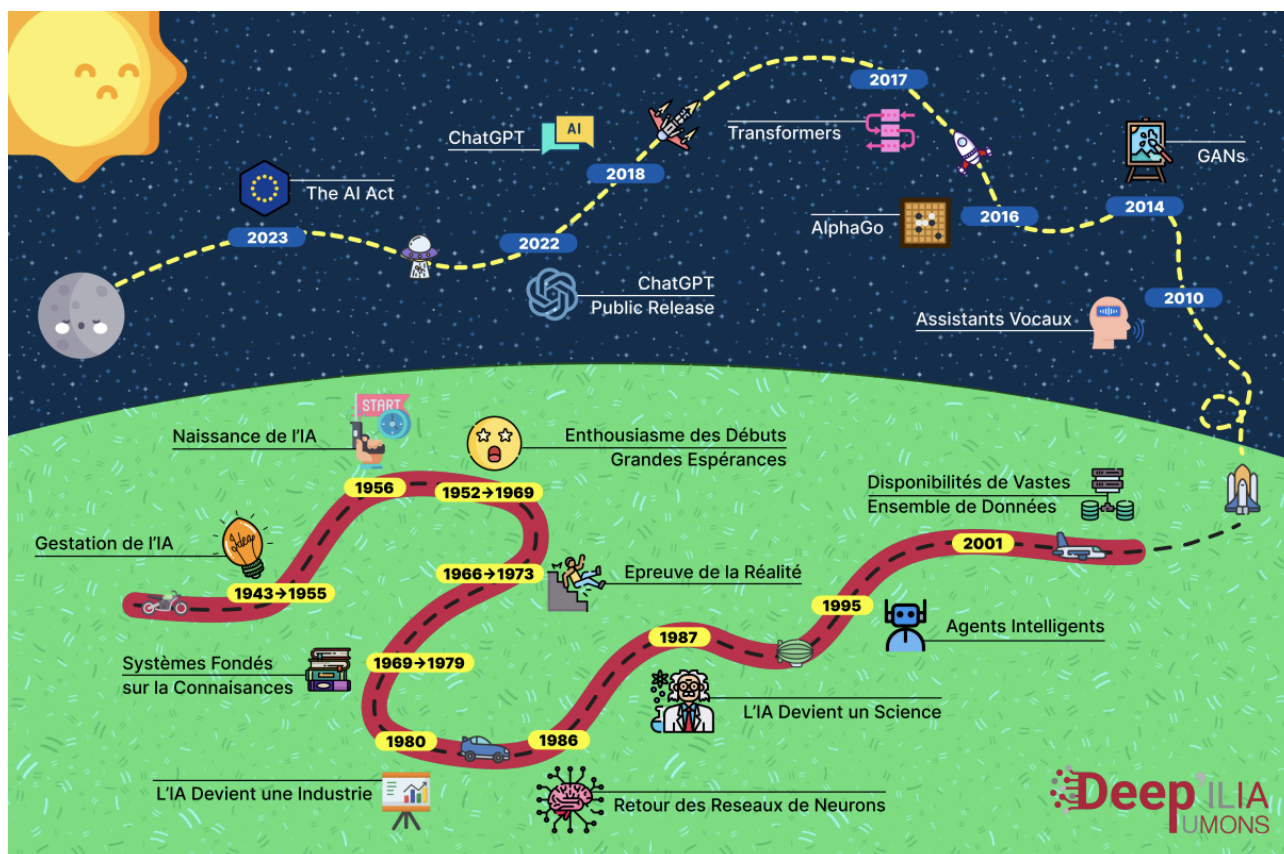 2017
ChatGPT
AI
Transformers
GANs
2018
The AI Act
2014
AlphaGo
2016
2023
2022
ChatGPT
Public Release
2010
Assistants Vocaux
START
Naissance de l'IA
Enthousiasme des Débuts
Grandes Espérances
1956
1952→1969
Disponibilités de Vastes
Ensemble de Données
Idea
Gestation de l'IA
2001
1966→1973
Epreuve de la Réalité
1943→1955
1995
Agents Intelligents
1987
Systèmes Fondés
sur la Connaisances
1969→1979
L'IA Devient un Science
1980
1986
L'IA Devient une Industrie
Retour des Reseaux de Neurons
Deep'ILIA
UMONS